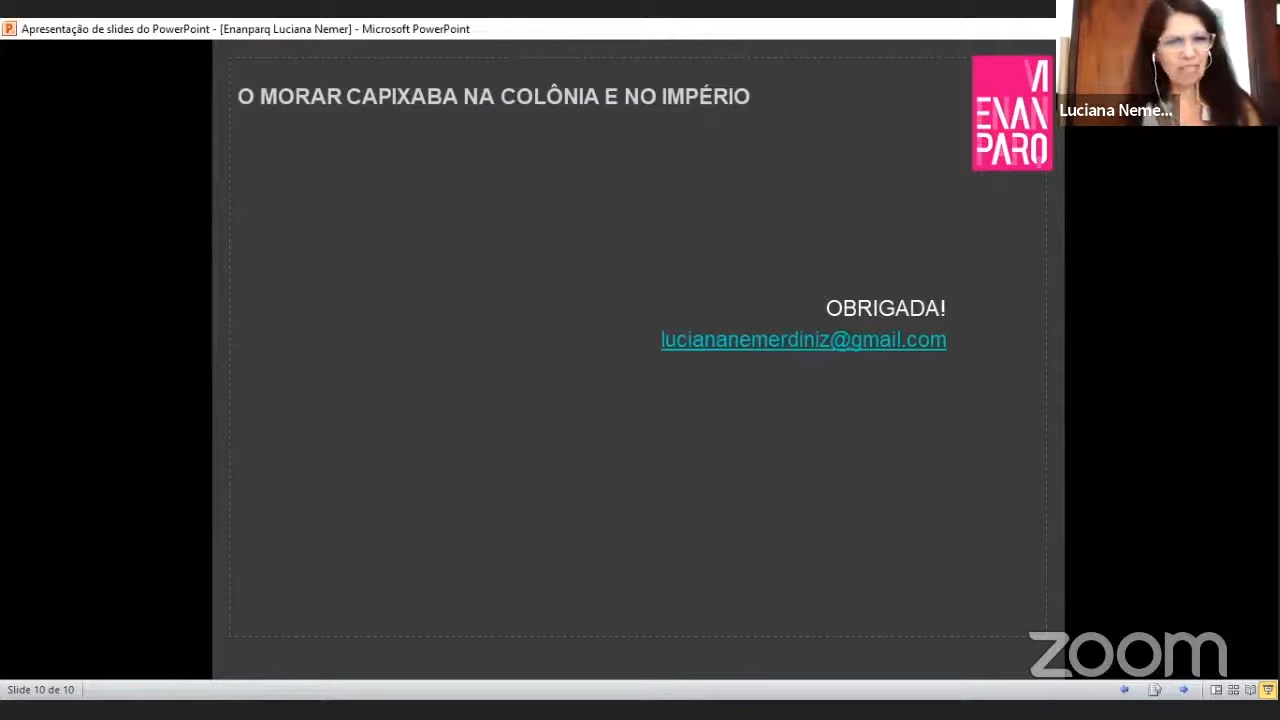 Apresentação de slides do PowerPoint - [Enanparq Luciana Nemer] - Microsoft PowerPoint
O MORAR CAPIXABA NA COLÔNIA E NO IMPÉRIO
VI
ENAN
PARQ
Luciana Neme...
OBRIGADA!
luciananemerdiniz@gmail.com
zoom
Slide 10 de 10